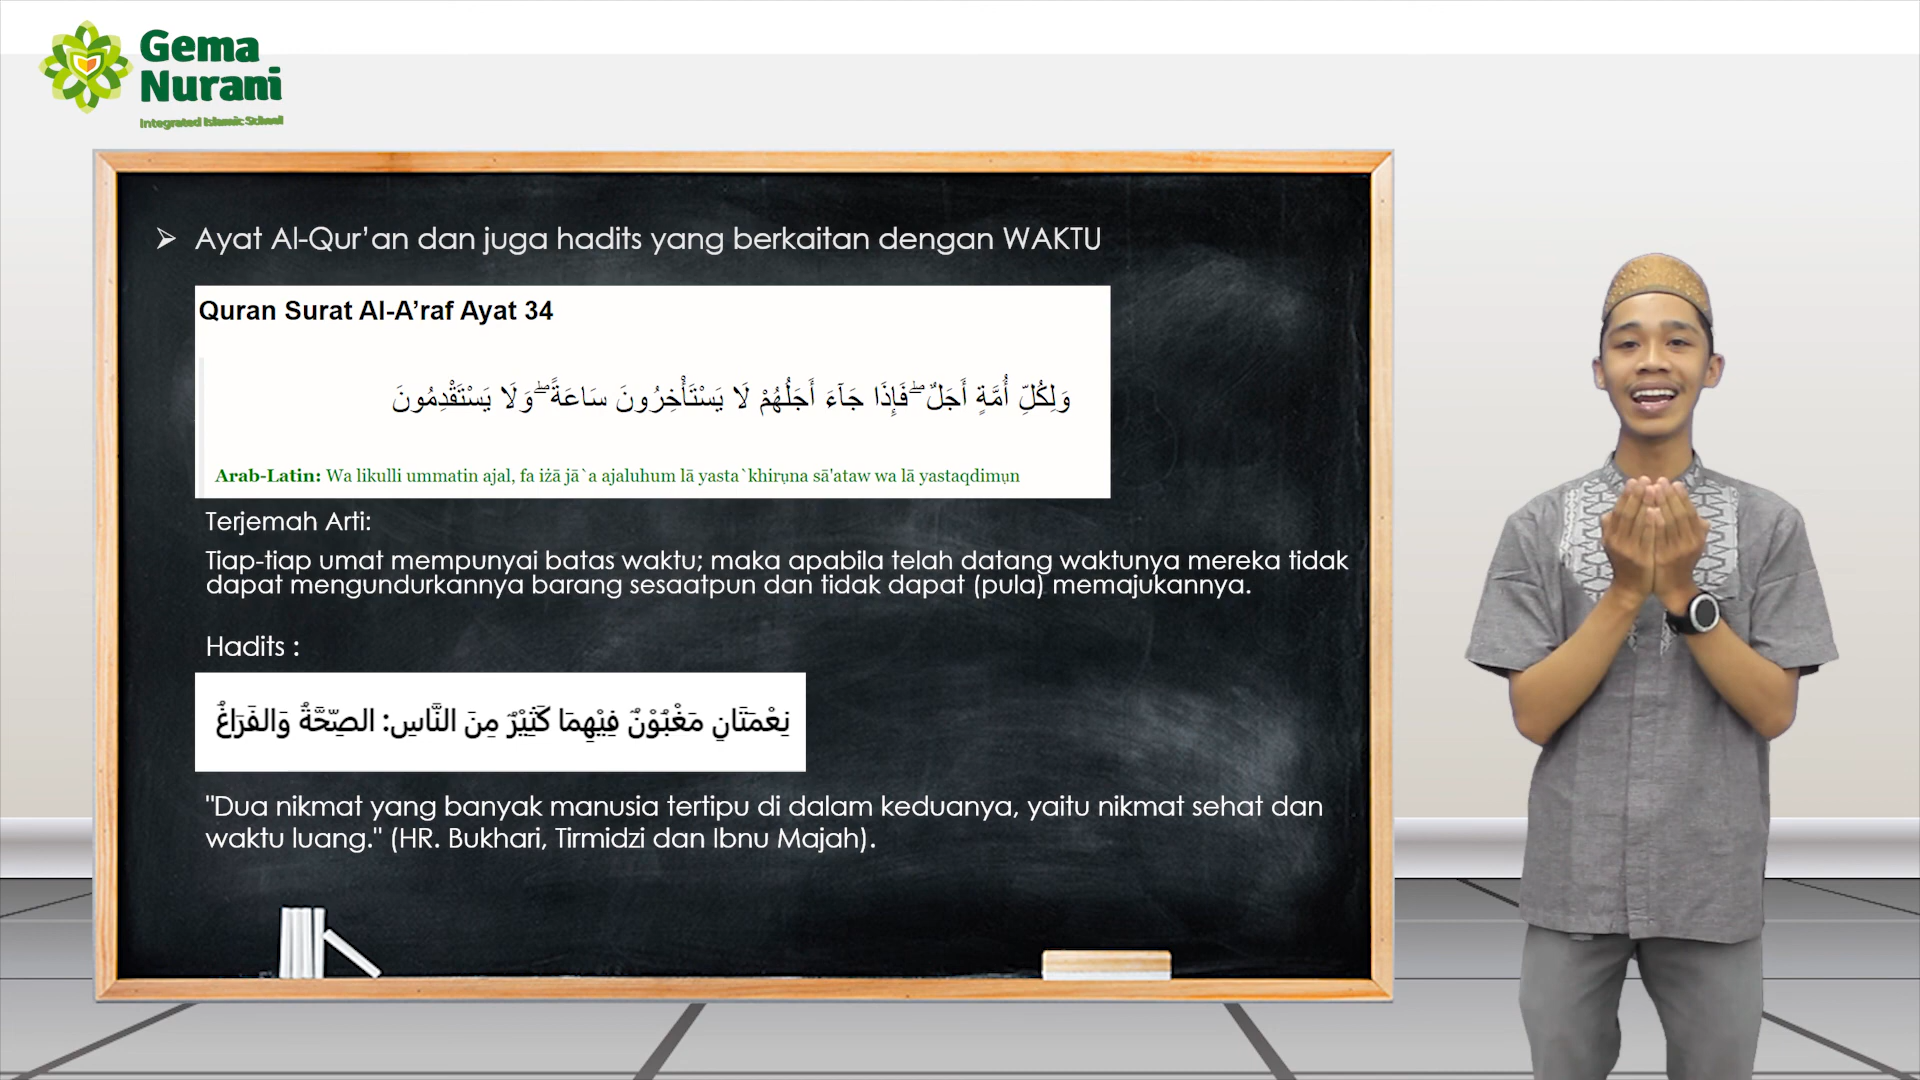 Gema
Nurani
Integrated Islamic School
➢ Ayat Al-Qur’an dan juga hadits yang berkaitan dengan WAKTU
Quran Surat Al-A’raf Ayat 34
وَلِكُلِّ أُمَّةٍ أَجَلٌ ۖ فَإِذَا جَآءَ أَجَلُهُمْ لَا يَسْتَأْخِرُونَ سَاعَةً ۖ وَلَا يَسْتَقْدِمُونَ
Arab-Latin: Wa likulli ummatin ajal, fa iżā jā`a ajaluhum lā yasta`khirụna sā'ataw wa lā yastaqdimụn
Terjemah Arti:
Tiap-tiap umat mempunyai batas waktu; maka apabila telah datang waktunya mereka tidak
dapat mengundurkannya barang sesaatpun dan tidak dapat (pula) memajukannya.
Hadits :
نِعْمَتَانِ مَغْبُوْنٌ فِيْهِمَا كَثِيْرٌ مِنَ النَّاسِ: الصِّحَّةُ وَالفَرَاغُ
"Dua nikmat yang banyak manusia tertipu di dalam keduanya, yaitu nikmat sehat dan
waktu luang." (HR. Bukhari, Tirmidzi dan Ibnu Majah).